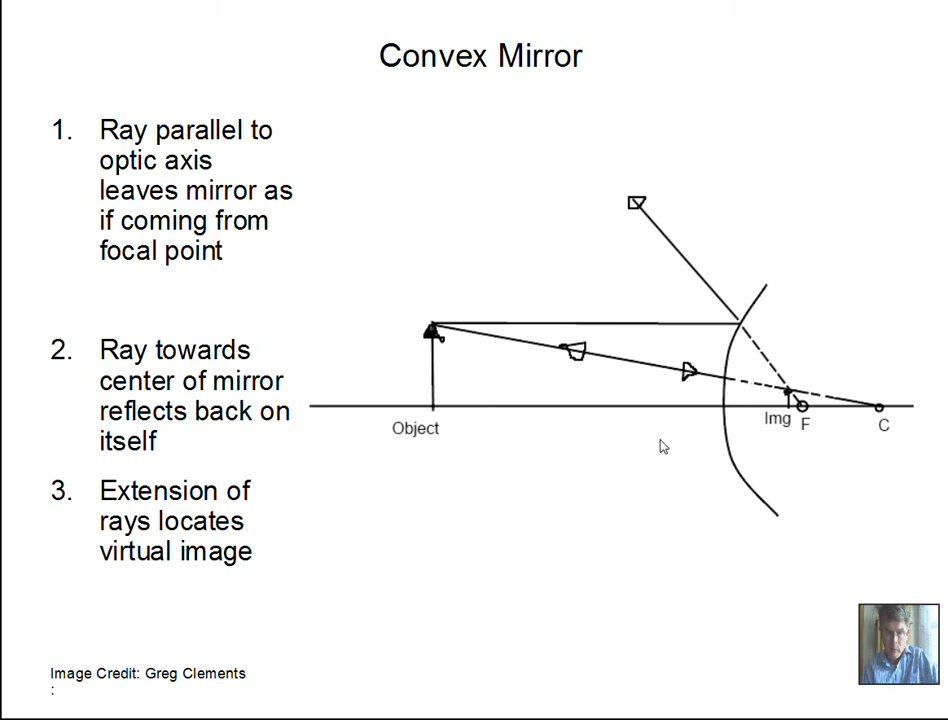 Convex Mirror
1. Ray parallel to
optic axis
leaves mirror as
if coming from
focal point
2. Ray towards
center of mirror
reflects back on
itself
3. Extension of
rays locates
virtual image
Object
Img
F
C
Image Credit: Greg Clements
: